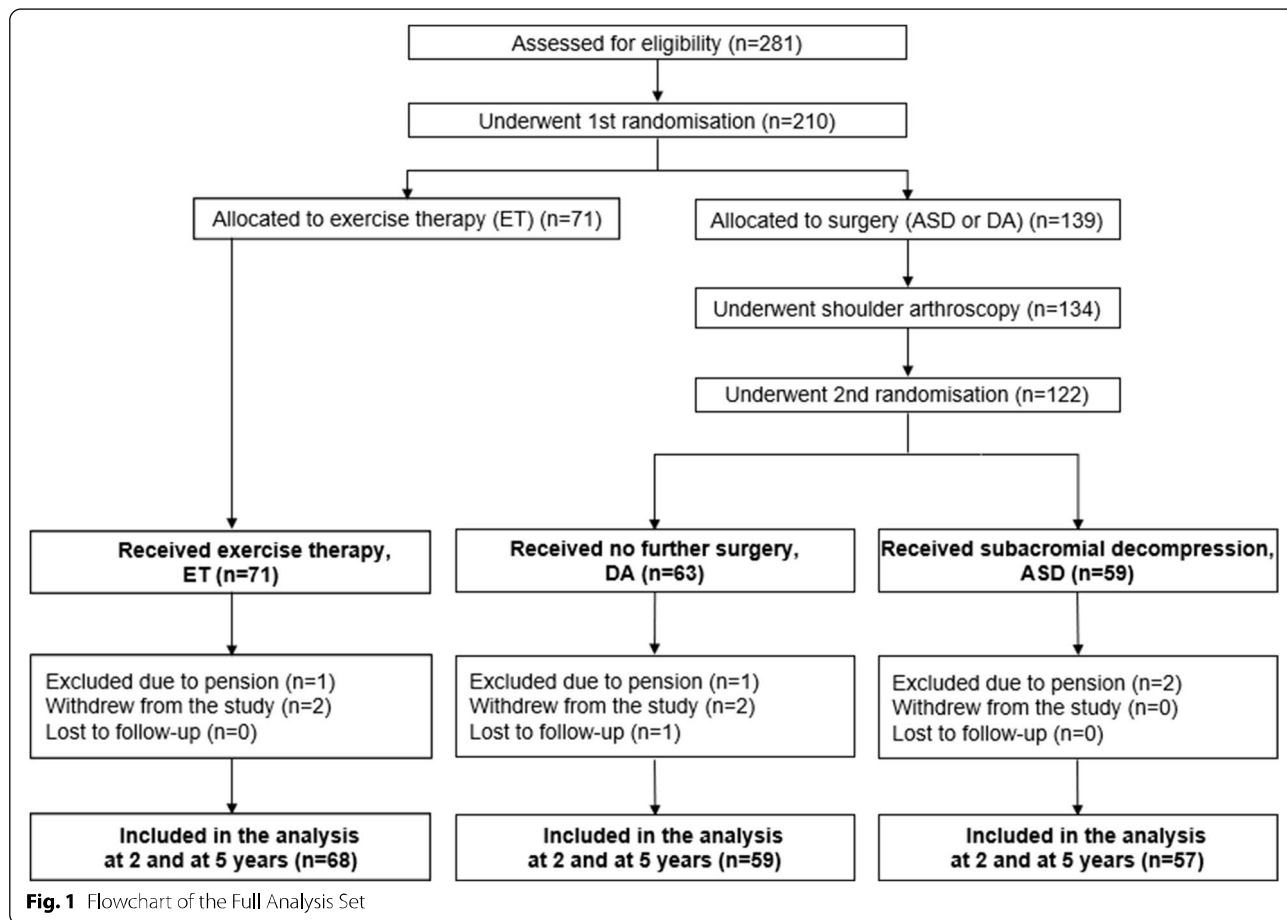 Assessed for eligibility (n=281)
Underwent 1st randomisation (n=210)
Allocated to exercise therapy (ET) (n=71)
Allocated to surgery (ASD or DA) (n=139)
Underwent shoulder arthroscopy (n=134)
Underwent 2nd randomisation (n=122)
Received exercise therapy,
ET (n=71)
Received no further surgery,
DA (n=63)
Received subacromial decompression,
ASD (n=59)
Excluded due to pension (n=1)
Withdrew from the study (n=2)
Lost to follow-up (n=0)
Excluded due to pension (n=1)
Withdrew from the study (n=2)
Lost to follow-up (n=1)
Excluded due to pension (n=2)
Withdrew from the study (n=0)
Lost to follow-up (n=0)
Included in the analysis
at 2 and at 5 years (n=68)
Included in the analysis
at 2 and at 5 years (n=59)
Included in the analysis
at 2 and at 5 years (n=57)
Fig. 1 Flowchart of the Full Analysis Set